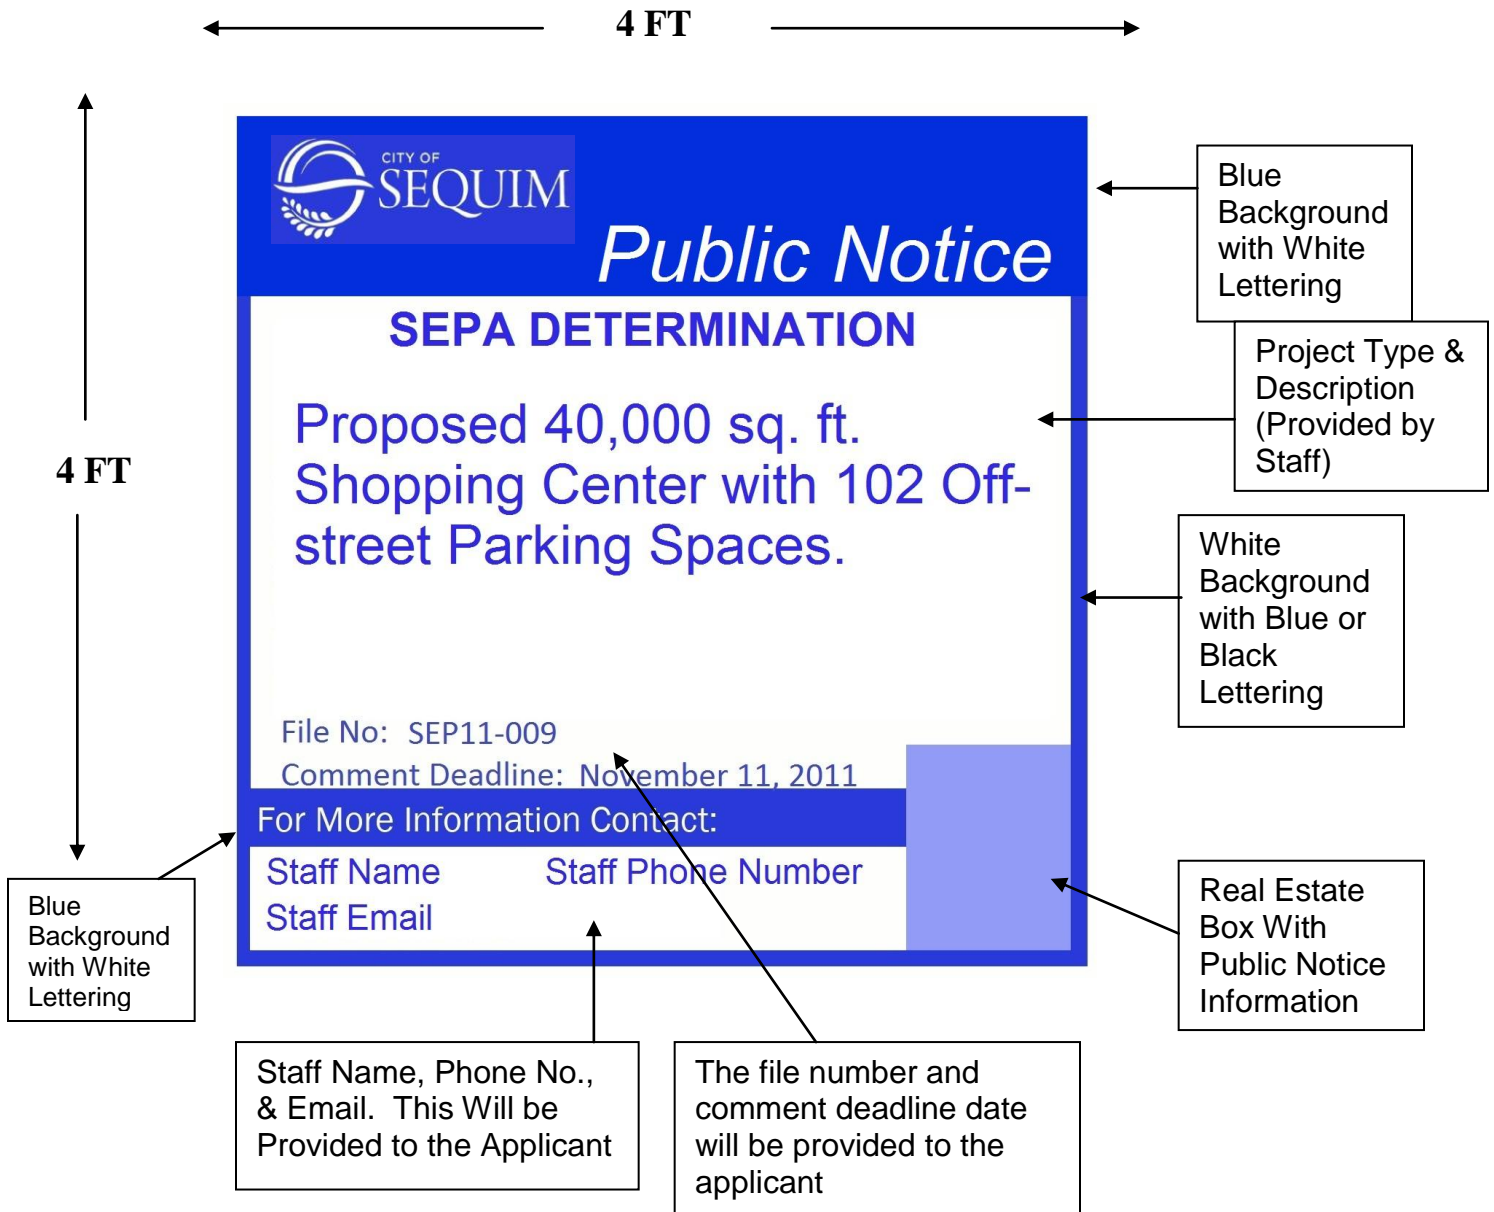 4 FT
4 FT
CITY OF
SEQUIM
Public Notice
SEPA DETERMINATION
Proposed 40,000 sq. ft.
Shopping Center with 102 Off-
street Parking Spaces.
File No: SEP11-009
Comment Deadline: November 11, 2011
For More Information Contact:
Staff Name Staff Phone Number
Staff Email
Blue
Background
with White
Lettering
Project Type &
Description
(Provided by
Staff)
White
Background
with Blue or
Black
Lettering
Real Estate
Box With
Public Notice
Information
Blue
Background
with White
Lettering
Staff Name, Phone No.,
& Email. This Will be
Provided to the Applicant
The file number and
comment deadline date
will be provided to the
applicant